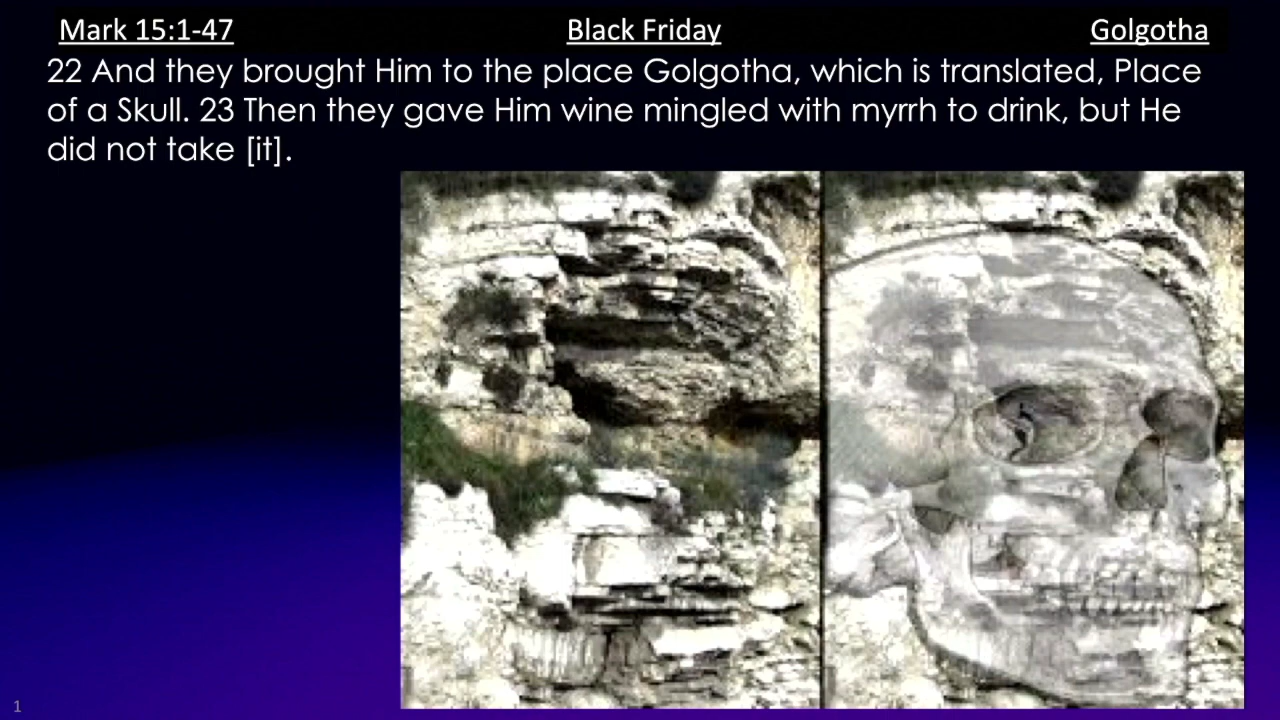 Mark 15:1-47 Black Friday Golgotha
22 And they brought Him to the place Golgotha, which is translated, Place
of a Skull. 23 Then they gave Him wine mingled with myrrh to drink, but He
did not take [it].
1